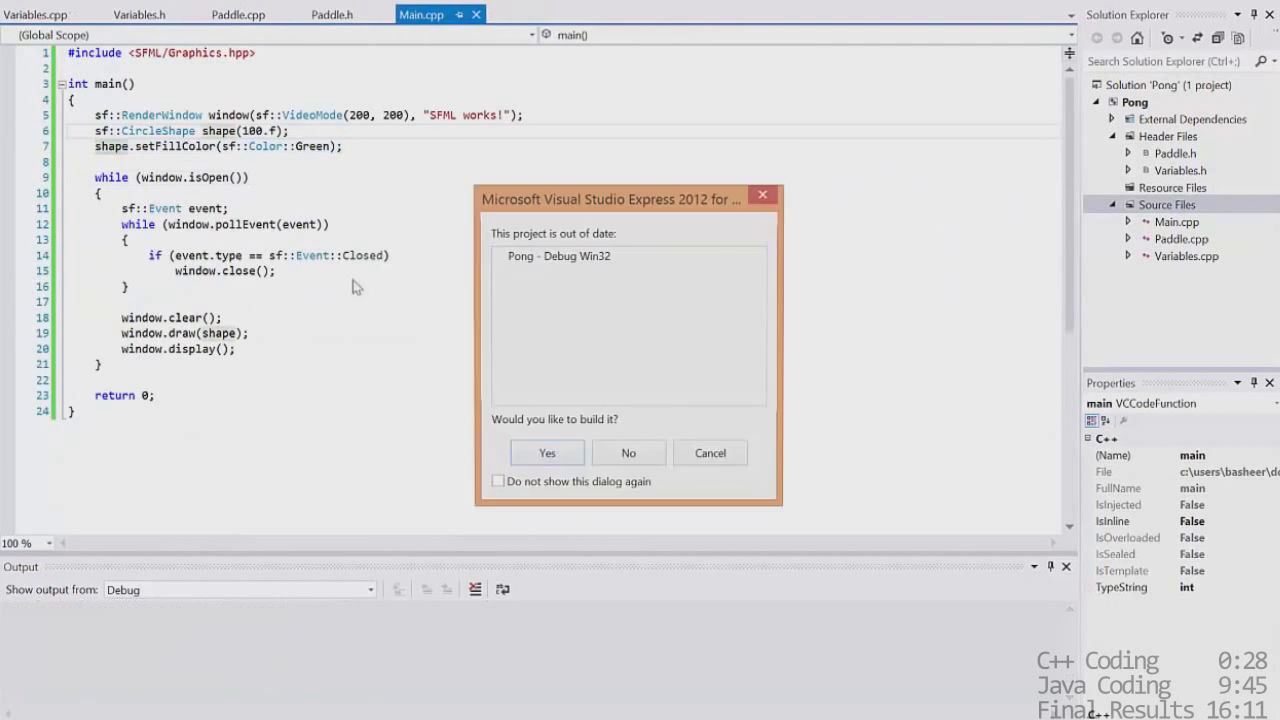 Variables.cpp Variables.h Paddle.cpp Paddle.h Main.cpp
(Global Scope) main()
1 #include <SFML/Graphics.hpp>
2
3 int main()
4 {
5 sf::RenderWindow window(sf::VideoMode(200, 200), "SFML works!");
6 sf::CircleShape shape(100.f);
7 shape.setFillColor(sf::Color::Green);
8
9 while (window.isOpen())
10 {
11 sf::Event event;
12 while (window.pollEvent(event))
13 {
14 if (event.type == sf::Event::Closed)
15 window.close();
16 }
17
18 window.clear();
19 window.draw(shape);
20 window.display();
21 }
22
23 return 0;
24 }
100 %
Microsoft Visual Studio Express 2012 for ...
This project is out of date:
Pong - Debug Win32
Would you like to build it?
Yes No Cancel
Do not show this dialog again
Output
Show output from: Debug
Solution Explorer
Search Solution Explorer (Ctrl+;)
Solution 'Pong' (1 project)
Pong
External Dependencies
Header Files
Paddle.h
Variables.h
Resource Files
Source Files
Main.cpp
Paddle.cpp
Variables.cpp
Properties
main VCCodeFunction
C++
(Name) main
File c:\users\basheer\do
FullName main
IsInjected False
IsInline False
IsOverloaded False
IsSealed False
IsTemplate False
TypeString int
C++
C++ Coding 0:28
Java Coding 9:45
Final Results 16:11